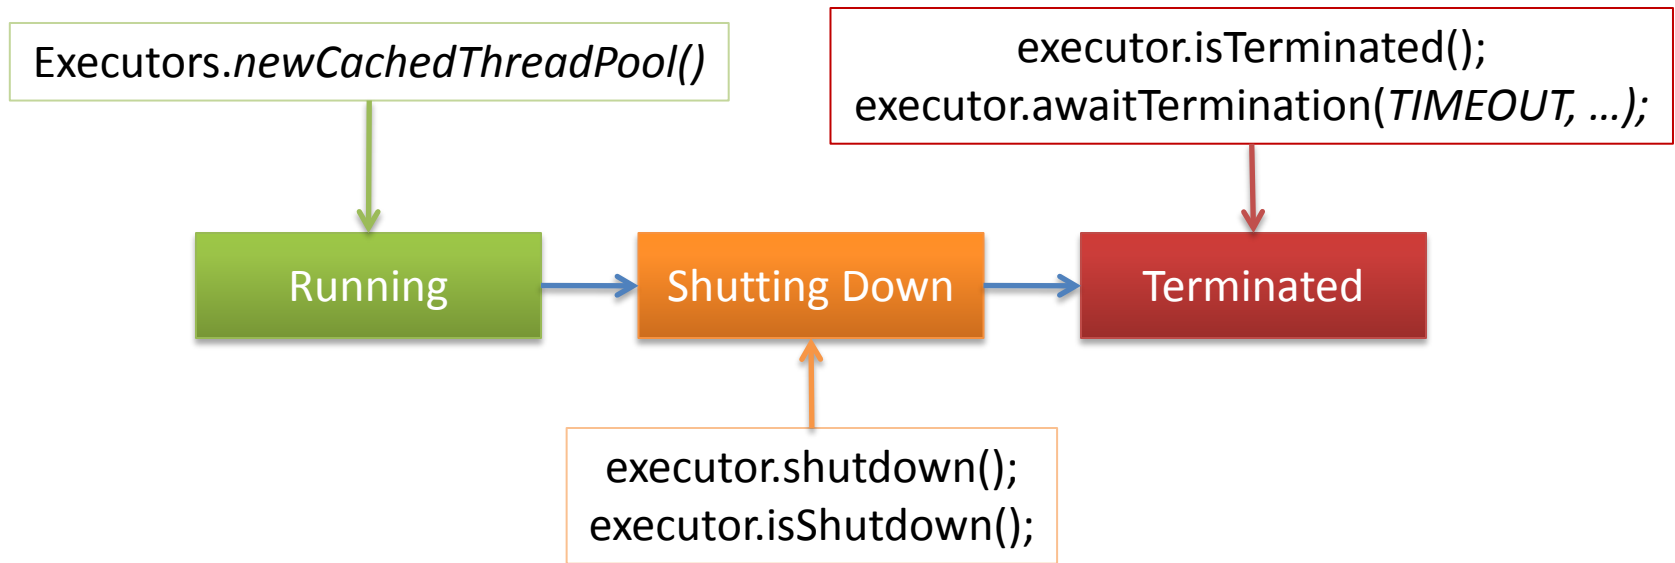 Executors.newCachedThreadPool()
executor.isTerminated();
executor.awaitTermination(TIMEOUT, …);
Running
Shutting Down
Terminated
executor.shutdown();
executor.isShutdown();